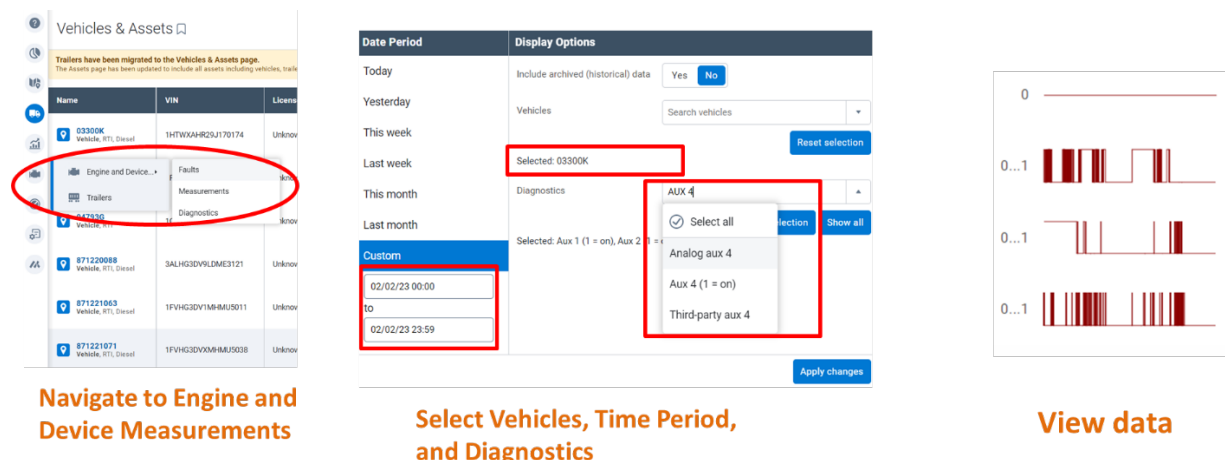 Vehicles & Assets
Trailers have been migrated to the Vehicles & Assets page.
The Assets page has been updated to include all assets including vehicles, traile
Name VIN Licens
03300K
Vehicle, RTI, Diesel
1HTWXAHR29J170174 Unknow
Engine and Device...
Faults
Trailers
Measurements
Diagnostics
Vehicle, RTI
871220088
Vehicle, RTI, Diesel
3ALHG3DV9LDME3121 Unknow
871221063
Vehicle, RTI, Diesel
1FVHG3DV1MHMU5011 Unknow
871221071
Vehicle, RTI, Diesel
1FVHG3DVXMHMU5038 Unknow
Navigate to Engine and
Device Measurements
Date Period
Today
Yesterday
This week
Last week
This month
Last month
Custom
02/02/23 00:00
to
02/02/23 23:59
Display Options
Include archived (historical) data Yes No
Vehicles Search vehicles
Reset selection
Selected: 03300K
Diagnostics AUX 4
Select all
lection Show all
Selected: Aux 1 (1 = on), Aux 2 (1 =
Analog aux 4
Aux 4 (1 = on)
Third-party aux 4
Apply changes
Select Vehicles, Time Period,
and Diagnostics
0
0...1
0...1
0...1
View data